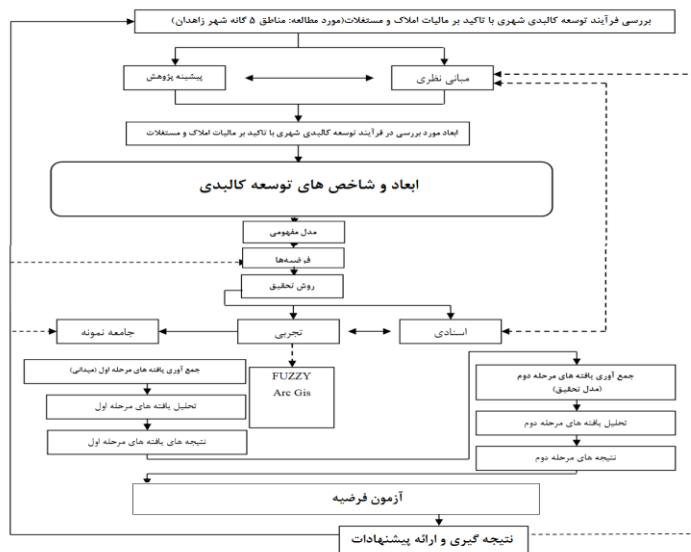 بررسی فرآیند توسعه کالبدی شهری با تاکید بر مالیات املاک و مستغلات(مورد مطالعه: مناطق ۵ گانه شهر زاهدان)
مبانی نظری
پیشینه پژوهش
ابعاد مورد بررسی در فرآیند توسعه کالبدی شهری با تاکید بر مالیات املاک و مستغلات
ابعاد و شاخص های توسعه کالبدی
مدل مفهومی
فرضیه‌ها
روش تحقیق
اسنادی
تجربی
جامعه نمونه
FUZZY
Arc Gis
جمع آوری یافته های مرحله اول (میدانی)
تحلیل یافته های مرحله اول
نتیجه های یافته های مرحله اول
جمع آوری یافته های مرحله دوم
(مدل تحقیق)
تحلیل یافته های مرحله دوم
نتیجه های مرحله دوم
آزمون فرضیه
نتیجه گیری و ارائه پیشنهادات